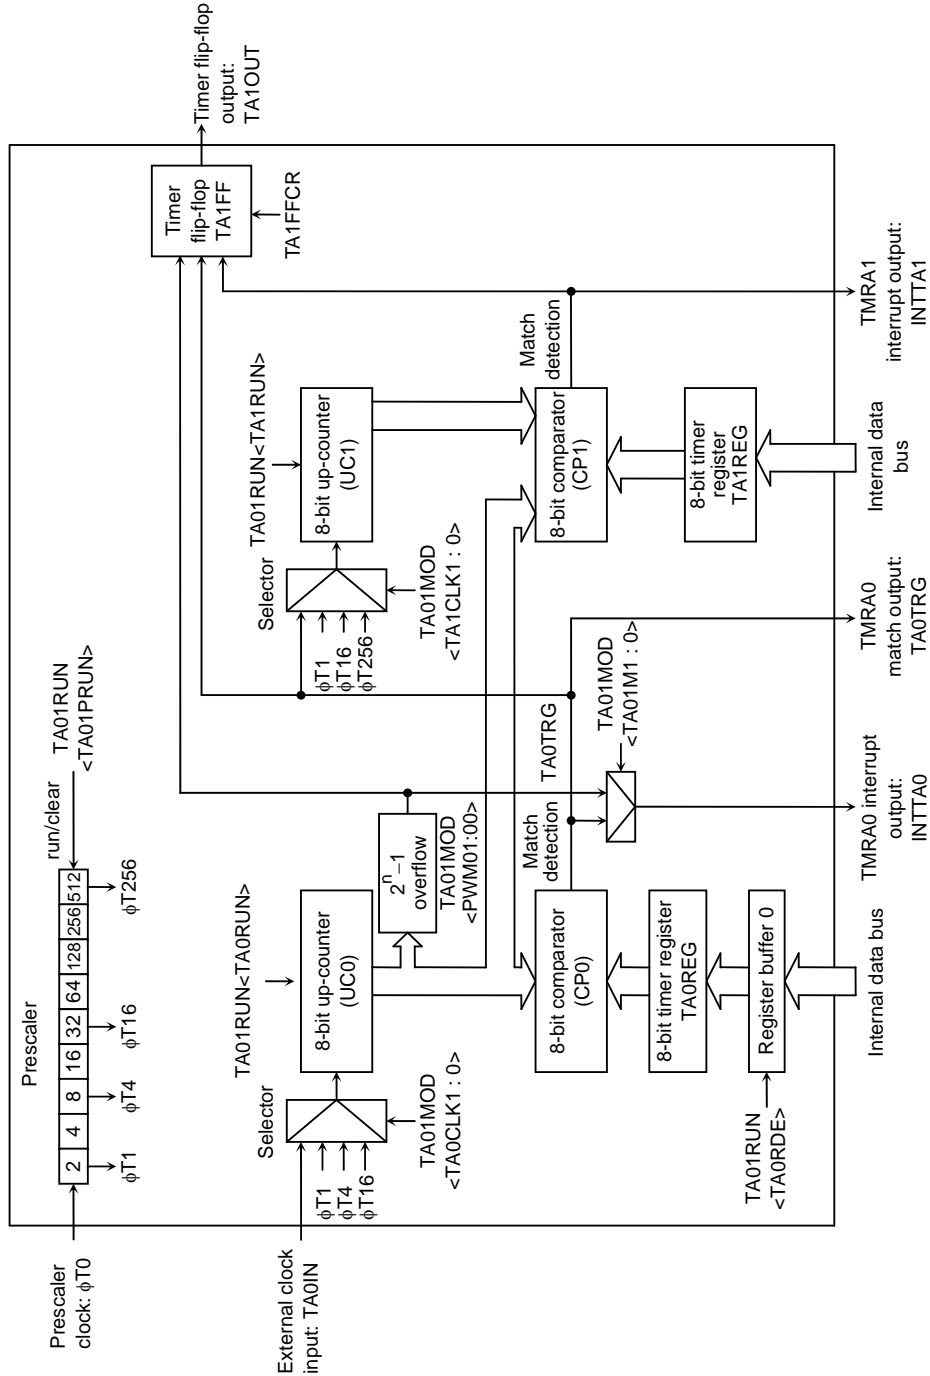 Prescaler
clock: ϕT0
Prescaler
2
4
8
16
32
64
128
256
512
run/clear
TA01RUN
<TA01PRUN>
ϕT1
ϕT4
ϕT16
ϕT256
External clock
input: TA0IN
Selector
ϕT1
ϕT4
ϕT16
TA01MOD
<TA0CLK1 : 0>
TA01RUN<TA0RUN>
8-bit up-counter
(UC0)
2ⁿ−1
overflow
TA01MOD
<PWM01:00>
Selector
ϕT1
ϕT16
ϕT256
TA01MOD
<TA1CLK1 : 0>
TA01RUN<TA1RUN>
8-bit up-counter
(UC1)
Timer
flip-flop
TA1FF
TA1FFCR
Timer flip-flop
output:
TA1OUT
8-bit comparator
(CP0)
Match
detection
TA0TRG
TA01MOD
<TA01M1 : 0>
8-bit comparator
(CP1)
Match
detection
8-bit timer register
TA0REG
8-bit timer
register
TA1REG
Register buffer 0
TA01RUN
<TA0RDE>
Internal data bus
TMRA0 interrupt
output:
INTTA0
TMRA0
match output:
TA0TRG
Internal data
bus
TMRA1
interrupt output:
INTTA1